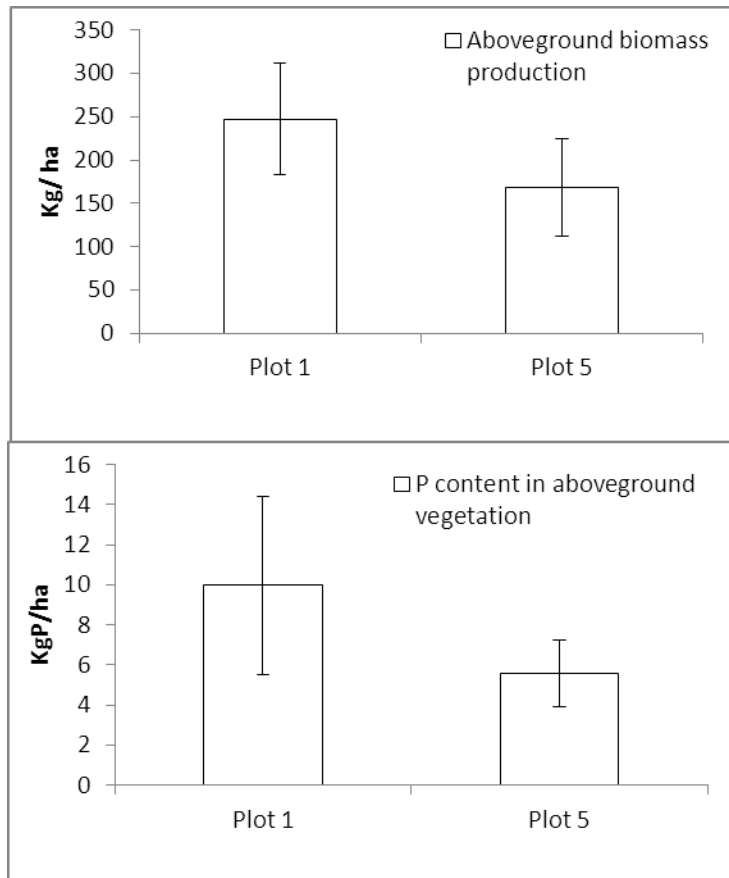 350
300
250
200
150
100
50
0
Kg/ ha
Aboveground biomass
production
Plot 1
Plot 5
16
14
12
10
8
6
4
2
0
KgP/ha
P content in aboveground
vegetation
Plot 1
Plot 5